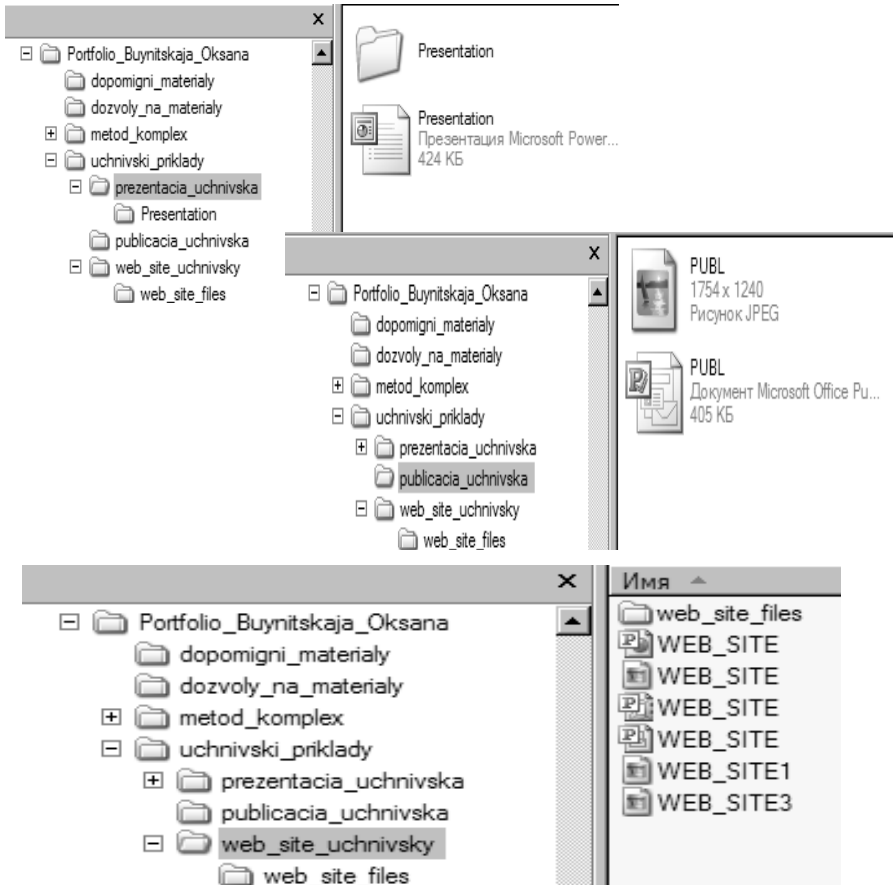 x
Portfolio_Buynitskaja_Oksana
dopomigni_materialy
dozvoly_na_materialy
metod_komplex
uchnivski_priklady
prezentacia_uchnivska
Presentation
publicacia_uchnivska
web_site_uchnivsky
web_site_files
Presentation
Presentation
Презентация Microsoft Power...
424 КБ
x
Portfolio_Buynitskaja_Oksana
dopomigni_materialy
dozvoly_na_materialy
metod_komplex
uchnivski_priklady
prezentacia_uchnivska
publicacia_uchnivska
web_site_uchnivsky
web_site_files
PUBL
1754 x 1240
Рисунок JPEG
PUBL
Документ Microsoft Office Pu...
405 КБ
x
Portfolio_Buynitskaja_Oksana
dopomigni_materialy
dozvoly_na_materialy
metod_komplex
uchnivski_priklady
prezentacia_uchnivska
publicacia_uchnivska
web_site_uchnivsky
web_site_files
Имя
web_site_files
WEB_SITE
WEB_SITE
WEB_SITE
WEB_SITE
WEB_SITE1
WEB_SITE3